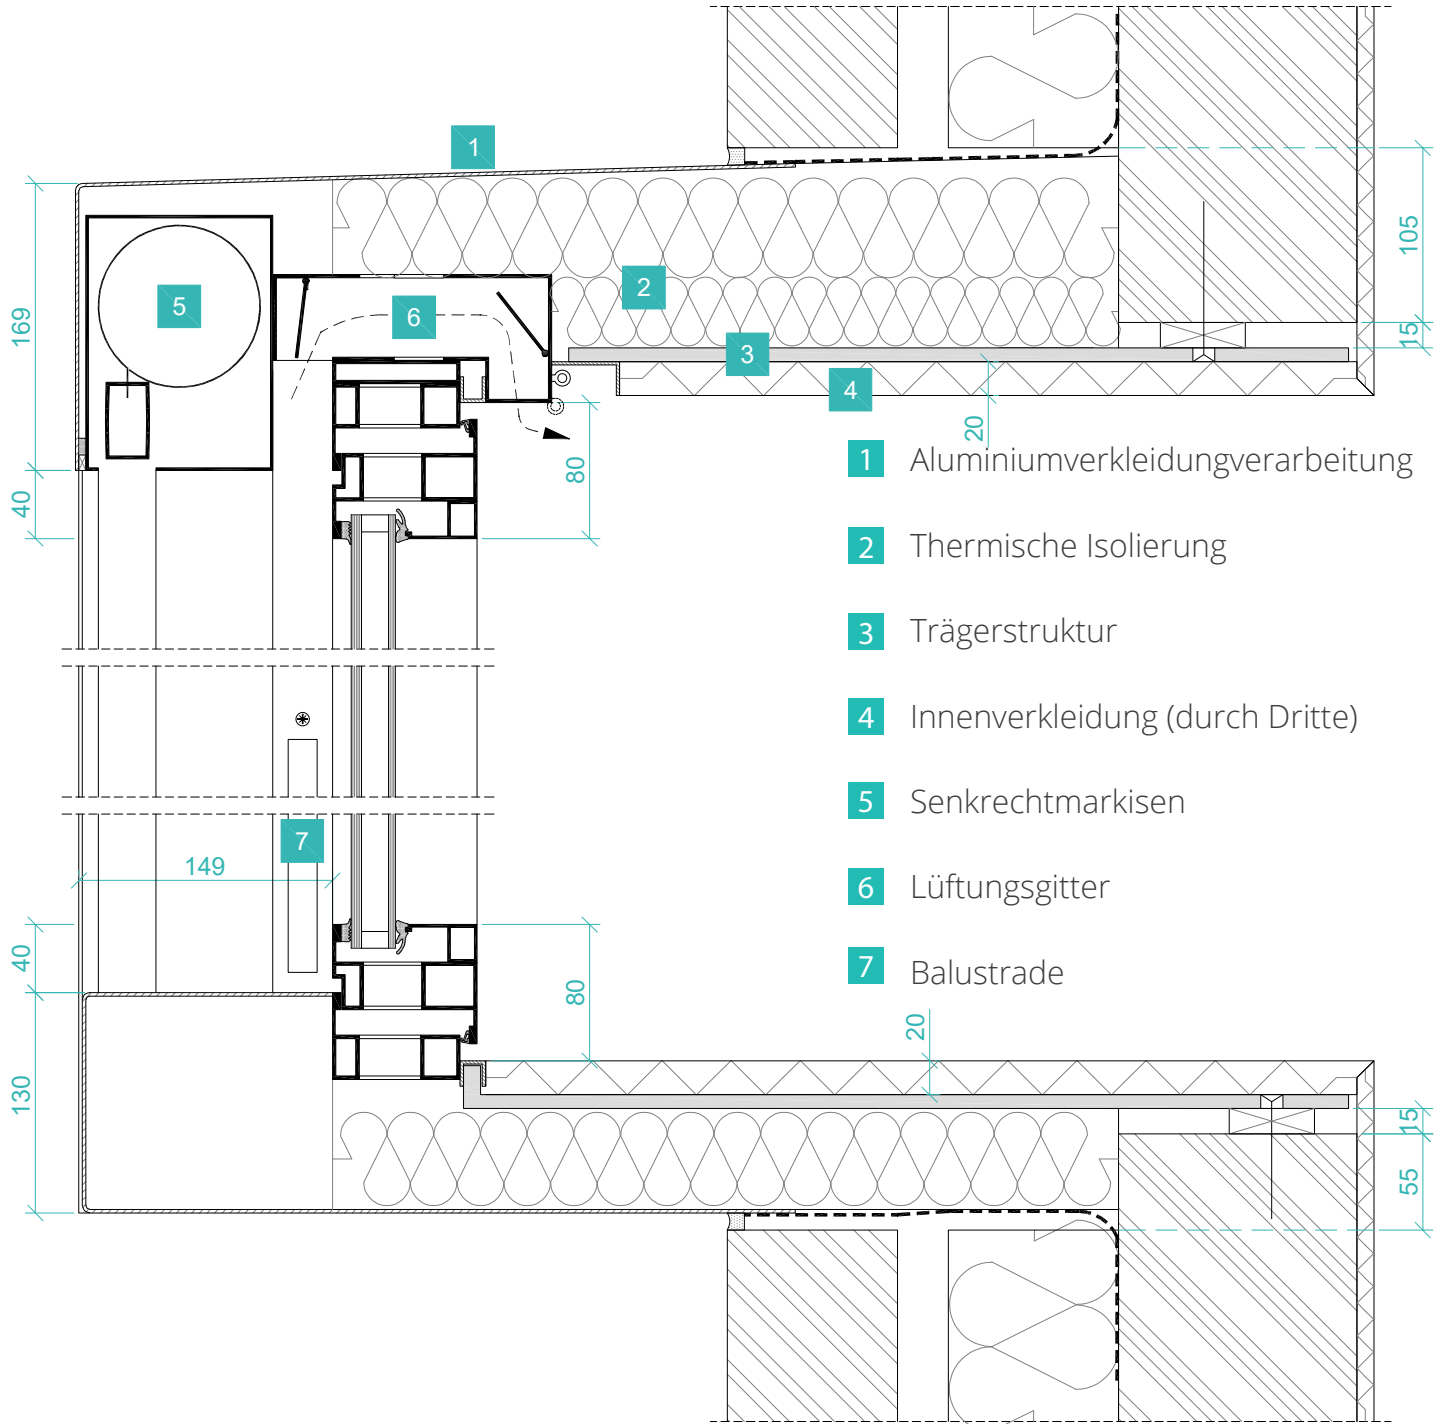 1
105
169
5
2
6
15
3
4
20
80
40
1 Aluminiumverkleidungverarbeitung
2 Thermische Isolierung
3 Trägerstruktur
4 Innenverkleidung (durch Dritte)
5 Senkrechtmarkisen
7
149
6 Lüftungsgitter
40
80
7 Balustrade
20
130
15
55